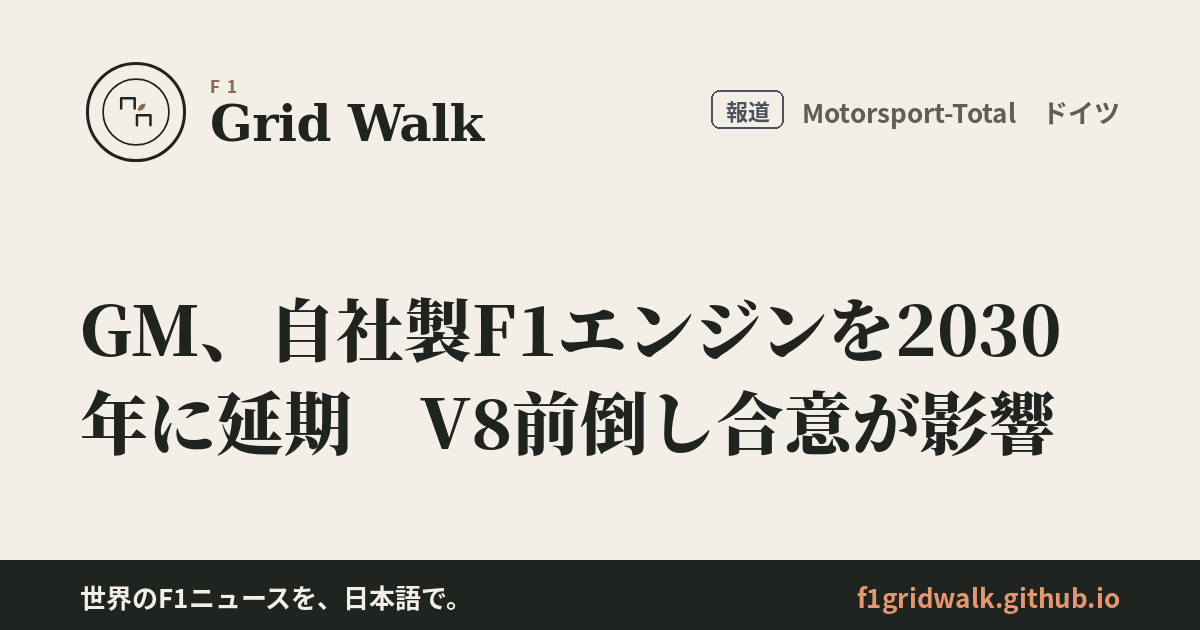 F1
Grid Walk
報道 Motorsport-Total　ドイツ
GM、自社製F1エンジンを2030
年に延期　V8前倒し合意が影響
世界のF1ニュースを、日本語で。
f1gridwalk.github.io